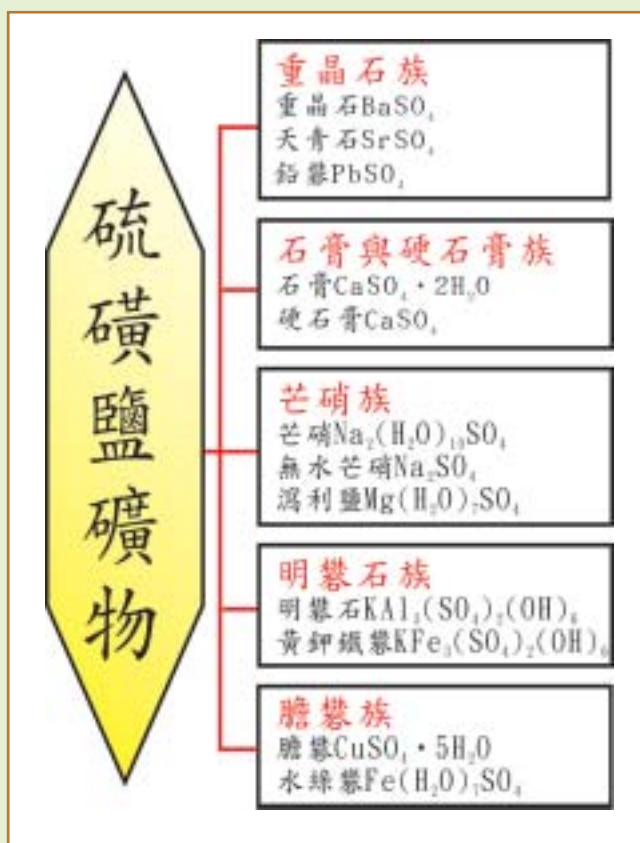 硫磺鹽礦物
重晶石族
重晶石BaSO₄
天青石SrSO₄
鉛礬PbSO₄
石膏與硬石膏族
石膏CaSO₄・2H₂O
硬石膏CaSO₄
芒硝族
芒硝Na₂(H₂O)₁₀SO₄
無水芒硝Na₂SO₄
瀉利鹽Mg(H₂O)₇SO₄
明礬石族
明礬石KAl₃(SO₄)₂(OH)₆
黃鉀鐵礬KFe₃(SO₄)₂(OH)₆
膽礬族
膽礬CuSO₄・5H₂O
水綠礬Fe(H₂O)₇SO₄